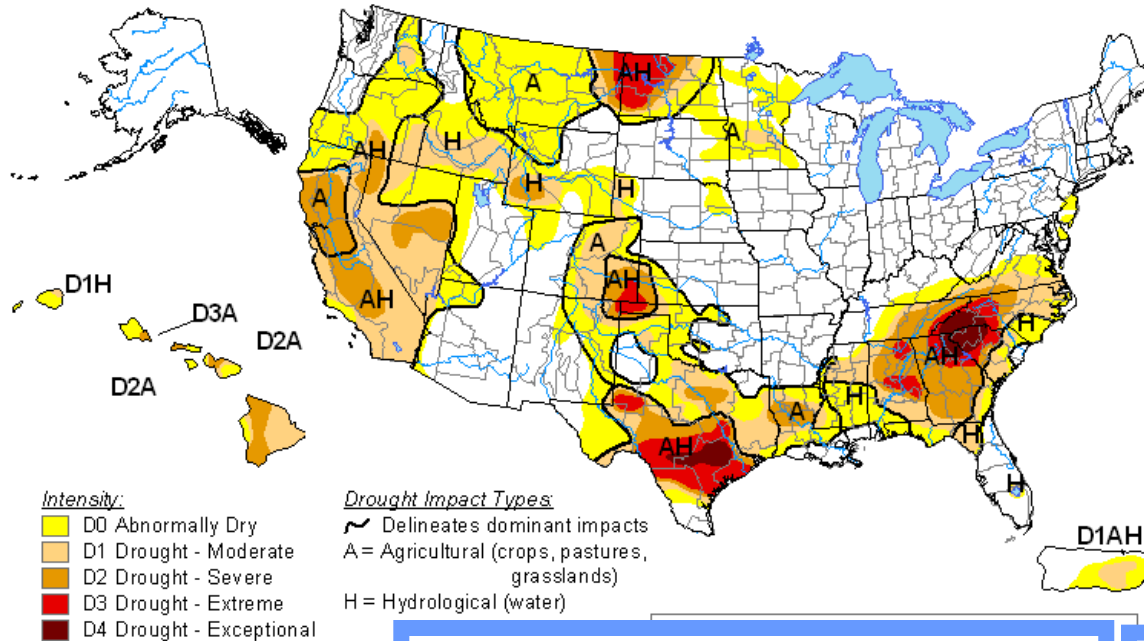 A
AH
A
H
AH
H
H
A
A
AH
AH
D1H
D3A
D2A
D2A
AH
H
AH
H
A
AH
H
H
D1AH
Intensity:
D0 Abnormally Dry
D1 Drought - Moderate
D2 Drought - Severe
D3 Drought - Extreme
D4 Drought - Exceptional
Drought Impact Types:
Delineates dominant impacts
A = Agricultural (crops, pastures,
grasslands)
H = Hydrological (water)